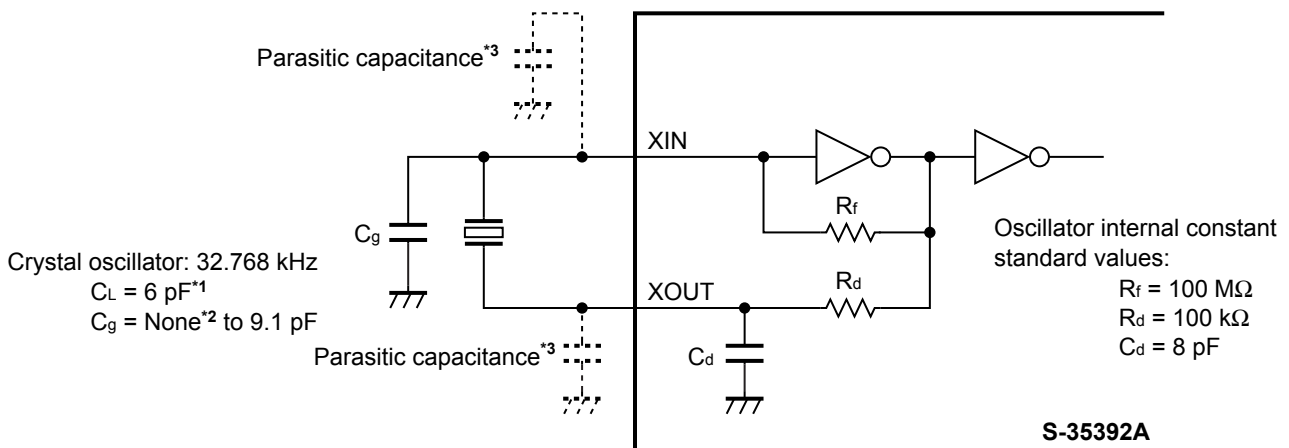 Parasitic capacitance*3
XIN
Cg
Rf
Crystal oscillator: 32.768 kHz
CL = 6 pF*1
Cg = None*2 to 9.1 pF
XOUT
Rd
Parasitic capacitance*3
Cd
Oscillator internal constant
standard values:
Rf = 100 MΩ
Rd = 100 kΩ
Cd = 8 pF
S-35392A